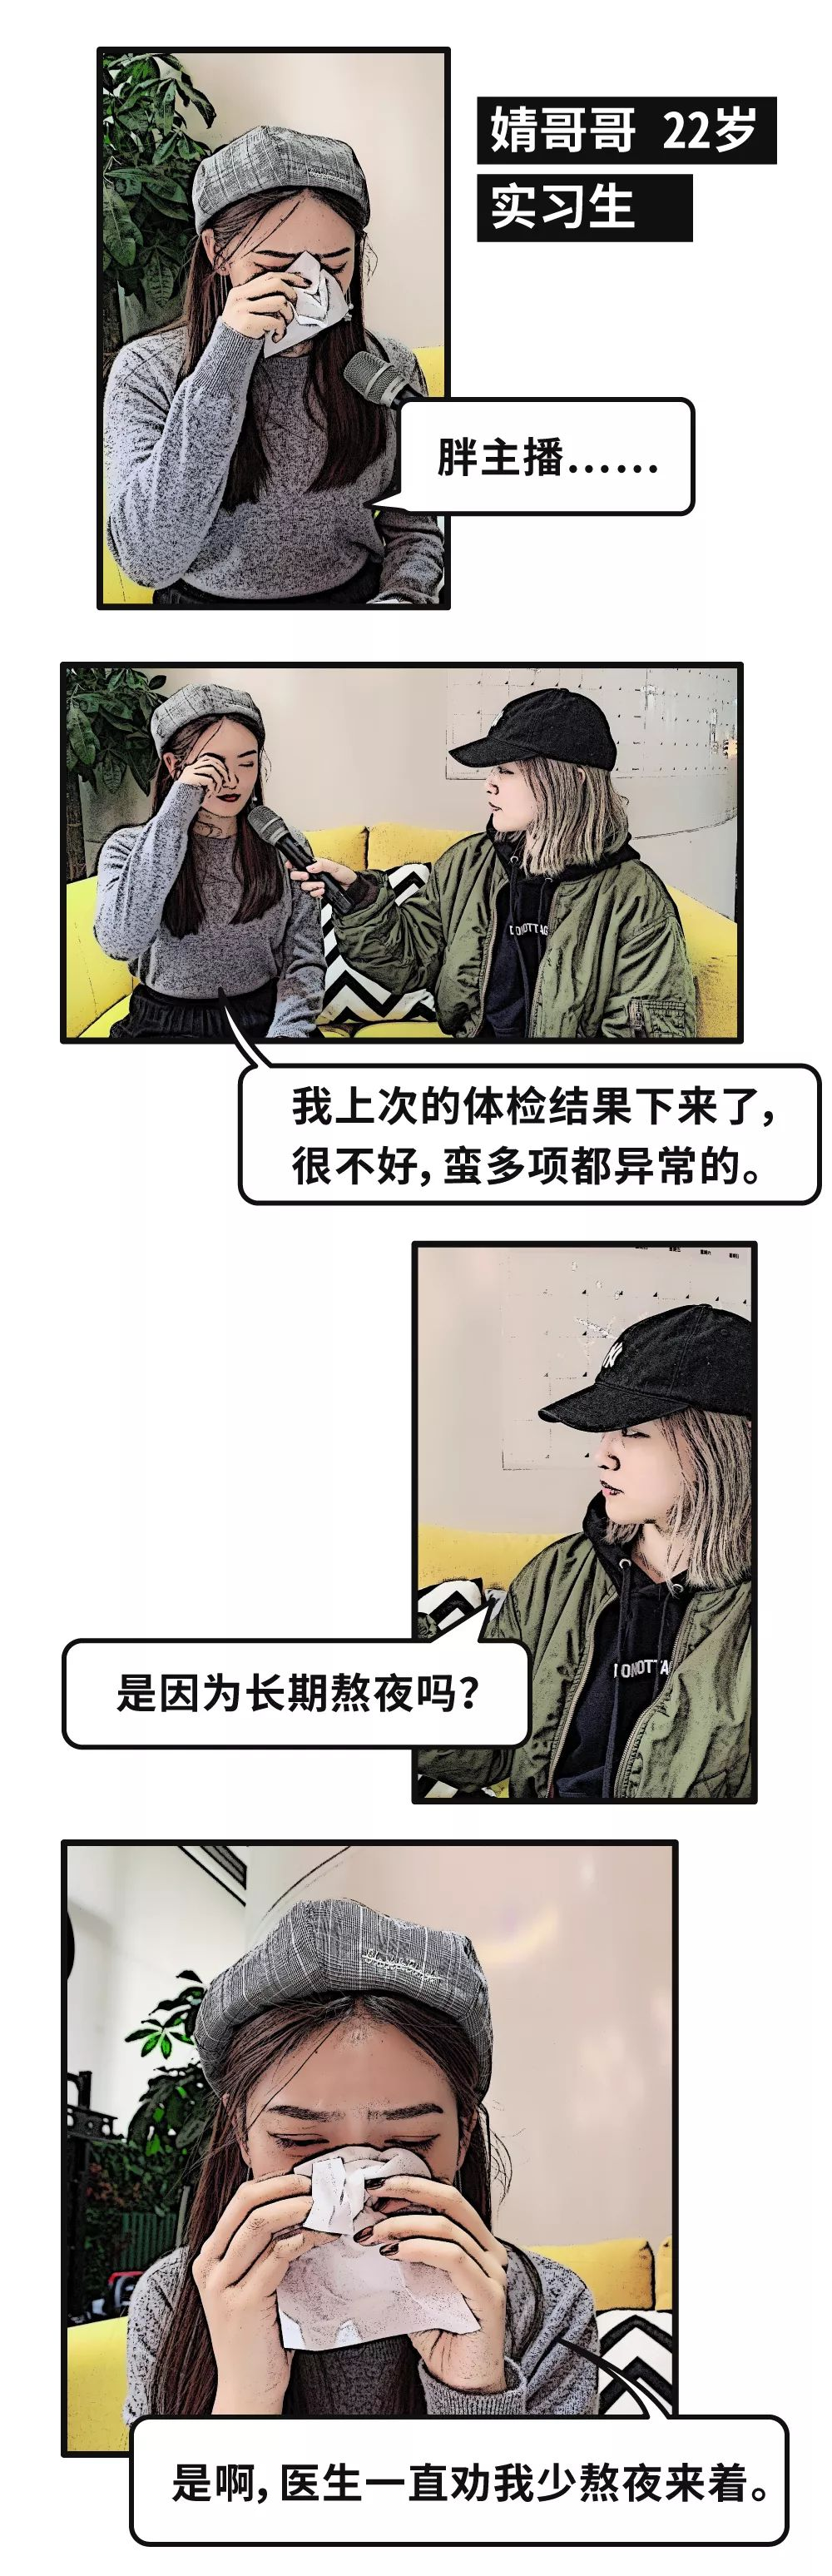 婧哥哥 22岁
实习生
胖主播……
我上次的体检结果下来了,
很不好,蛮多项都异常的。
是因为长期熬夜吗?
是啊,医生一直劝我少熬夜来着。